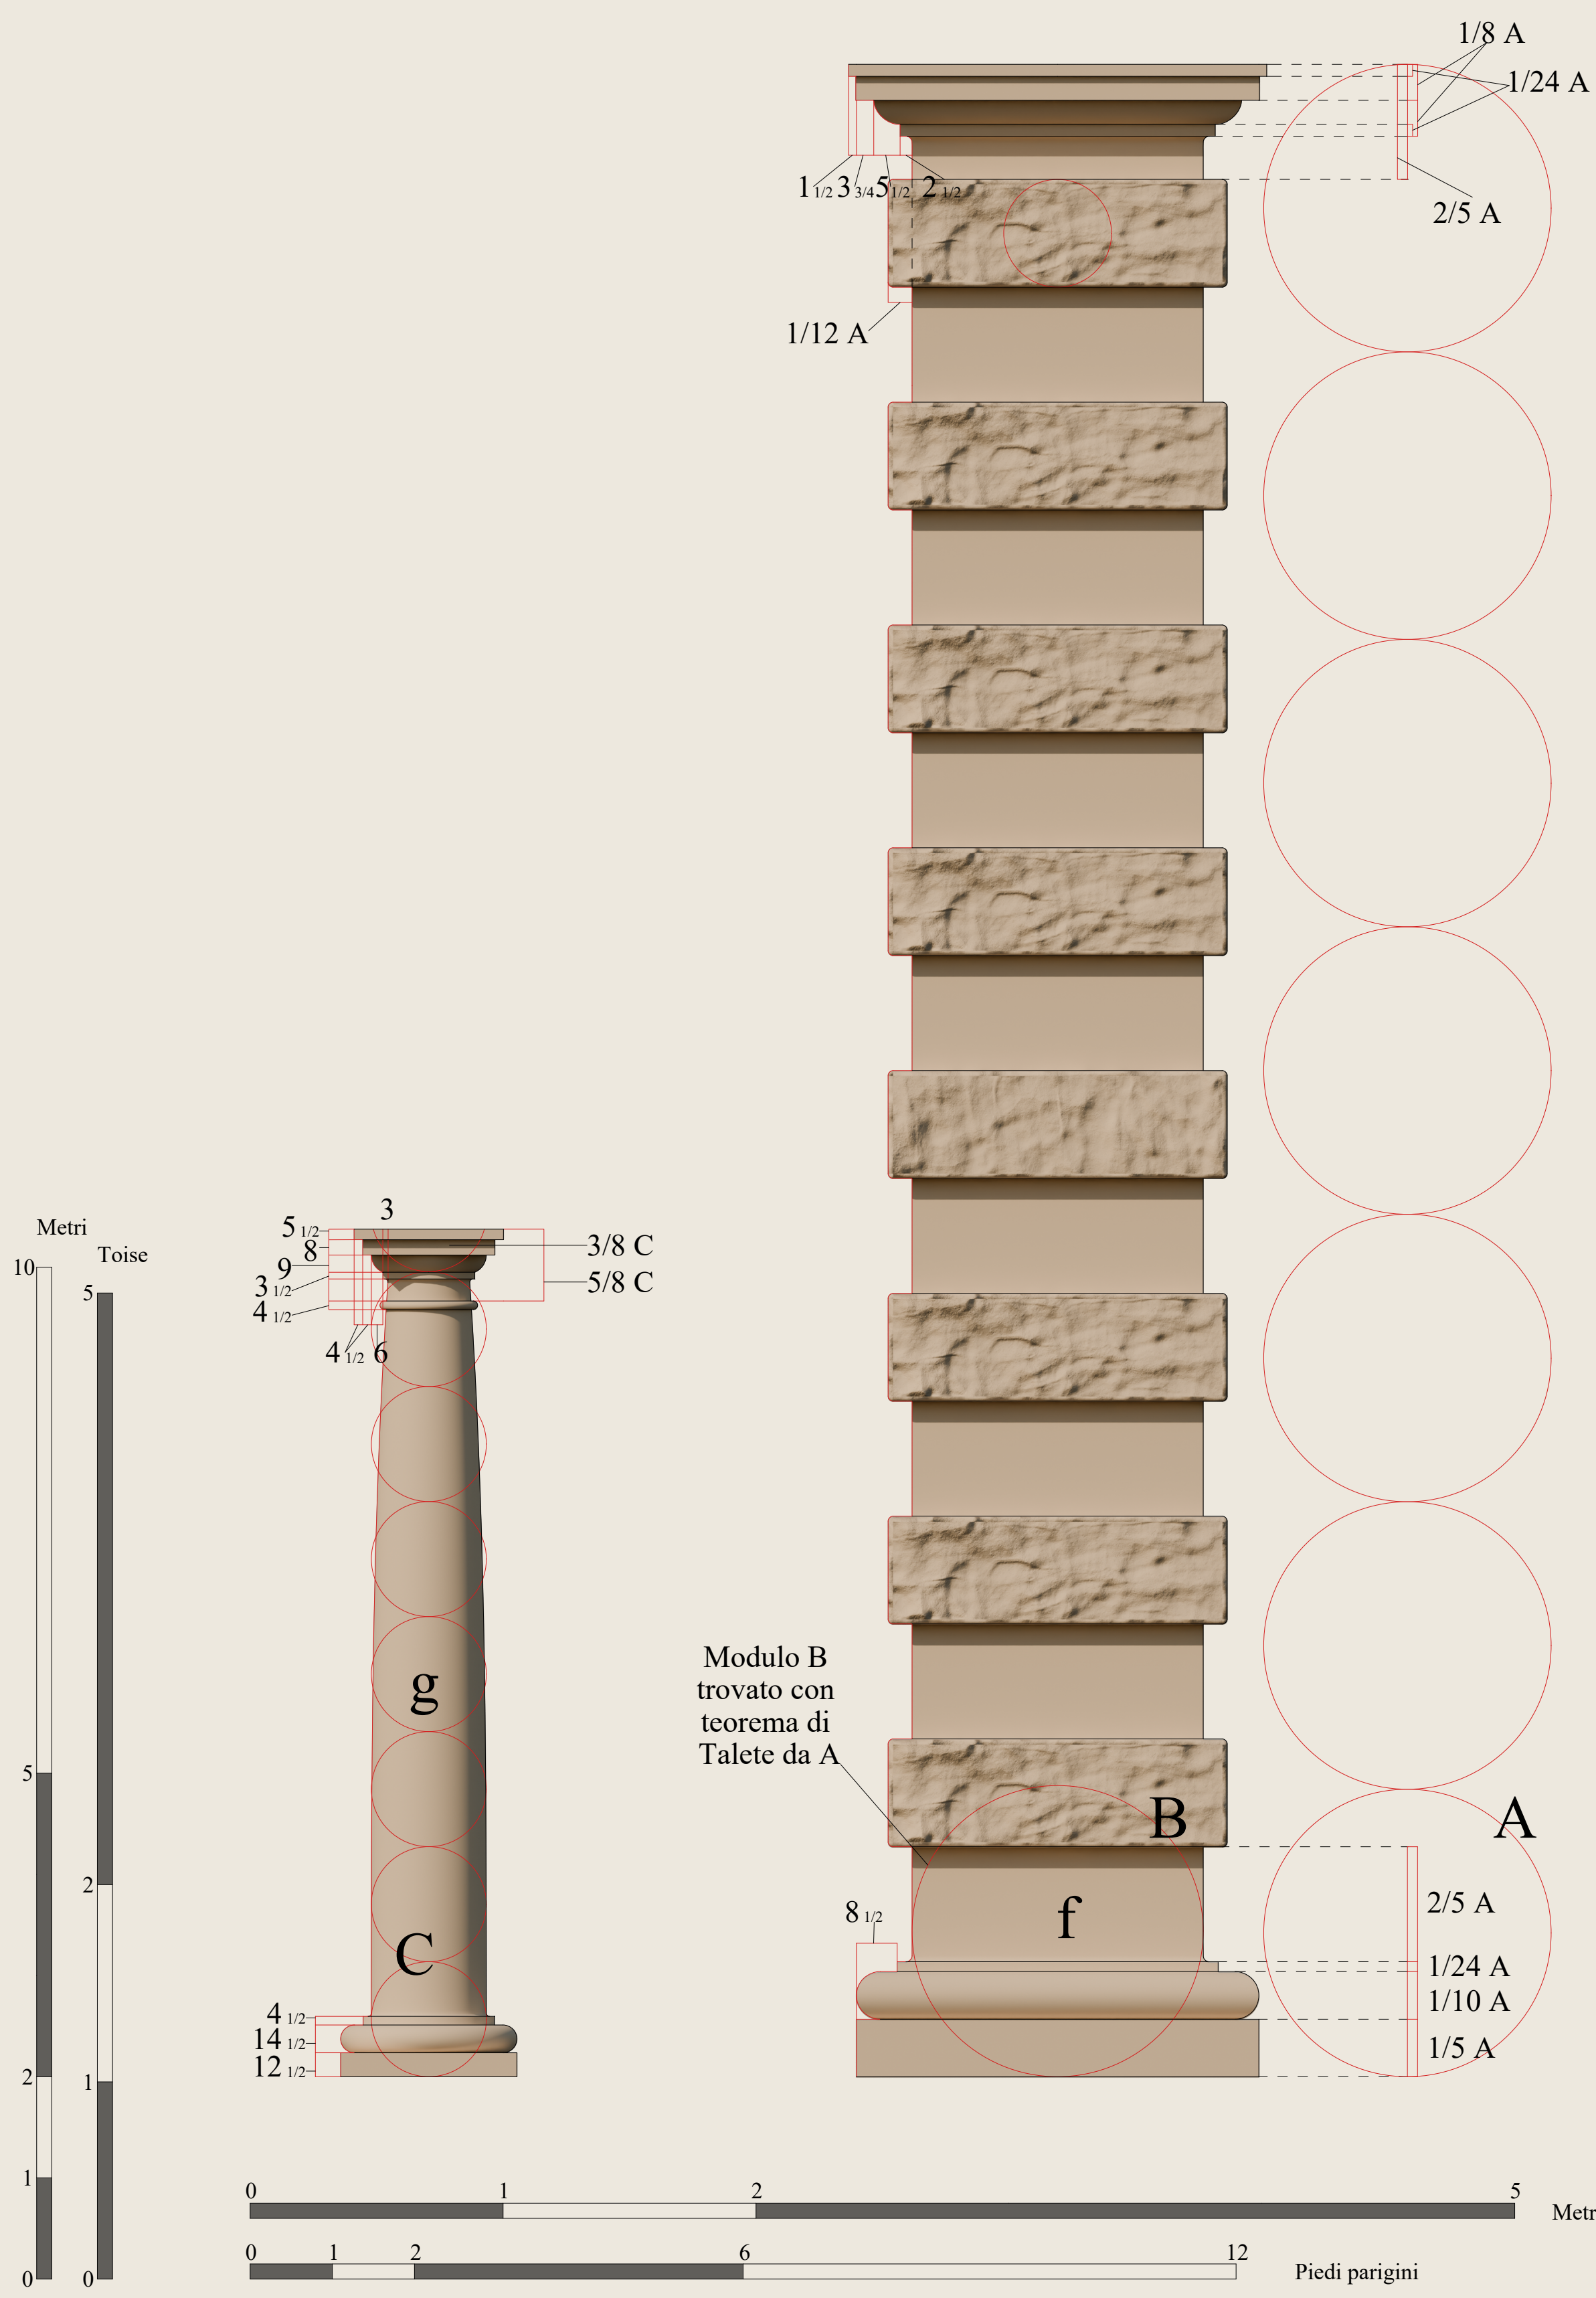 1/8 A
1/24 A
2/5 A
1 1/2 3 3/4 5 1/2 2 1/2
1/12 A
3
5 1/2
8
9
3 1/2
4 1/2
4 1/2 6
3/8 C
5/8 C
Metri
Toise
10
5
2
1
0
5
2
1
0
g
C
4 1/2
14 1/2
12 1/2
Modulo B
trovato con
teorema di
Talete da A
B
A
f
8 1/2
2/5 A
1/24 A
1/10 A
1/5 A
0 1 2 5
Metr
0 1 2 6 12
Piedi parigini